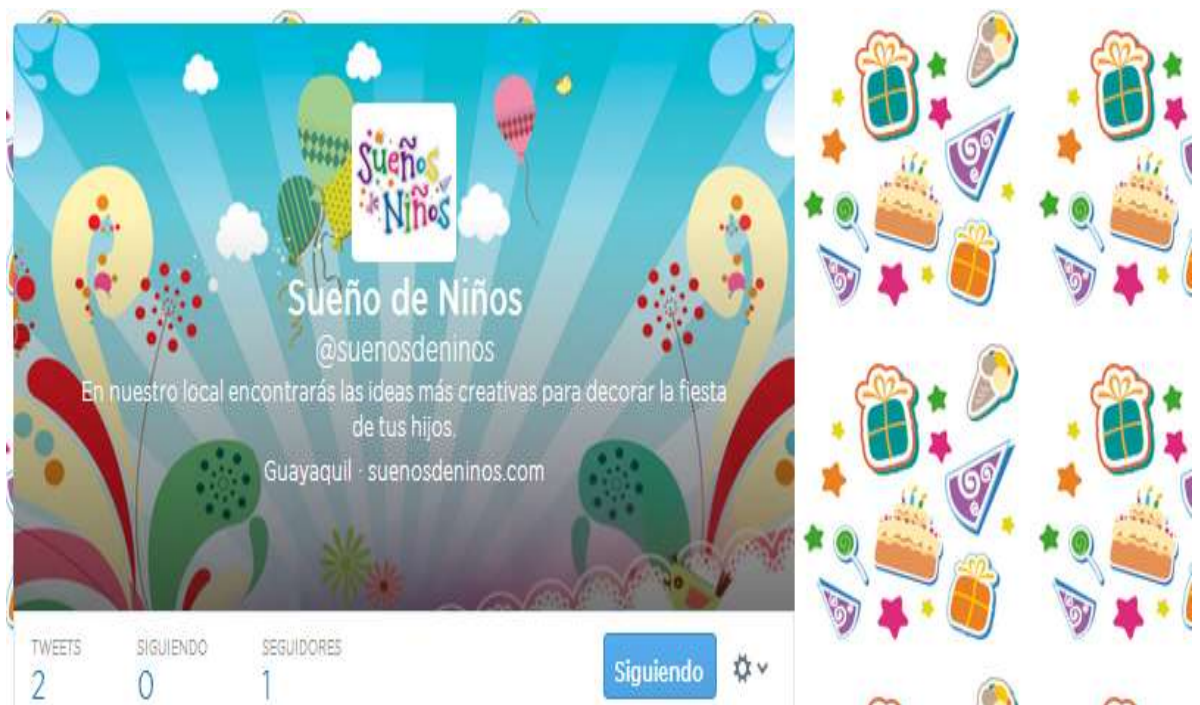 Sueños
de Niños
Sueño de Niños
@suenosdeninos
En nuestro local encontrarás las ideas más creativas para decorar la fiesta
de tus hijos.
Guayaquil · suenosdeninos.com
TWEETS SIGUIENDO SEGUIDORES
2 0 1
Siguiendo